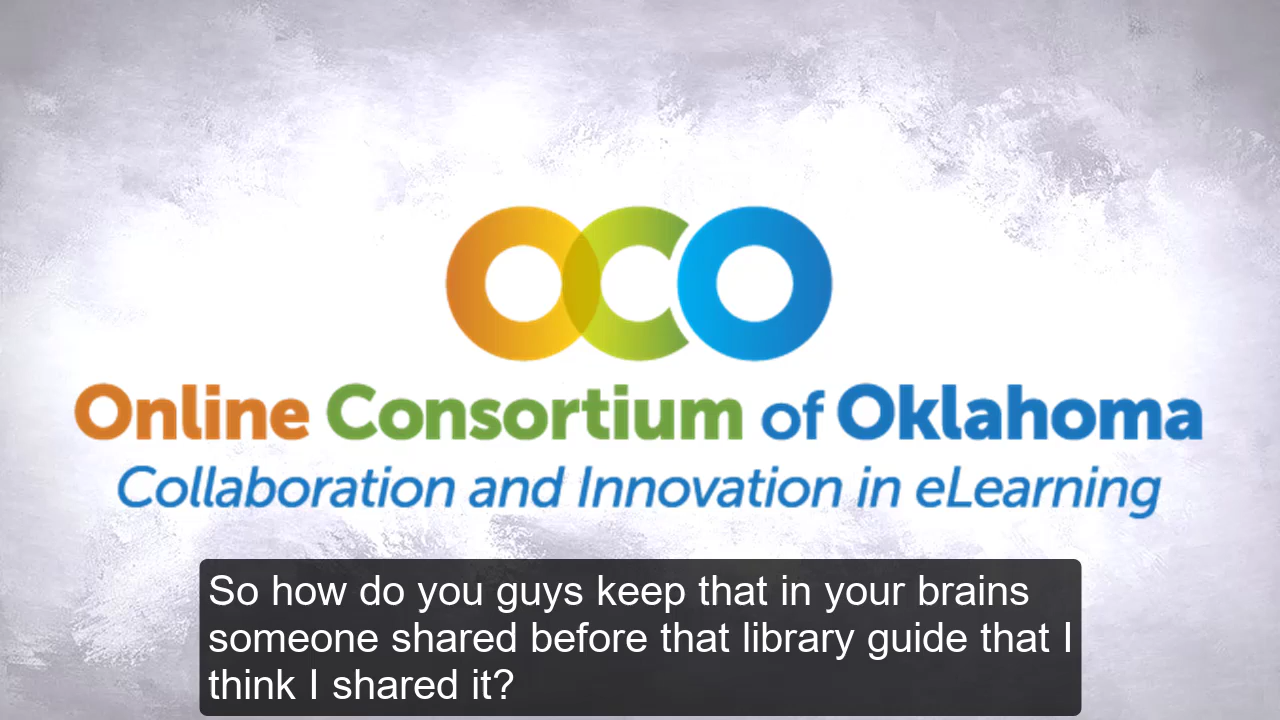 OCO
Online Consortium of Oklahoma
Collaboration and Innovation in eLearning
So how do you guys keep that in your brains
someone shared before that library guide that I
think I shared it?